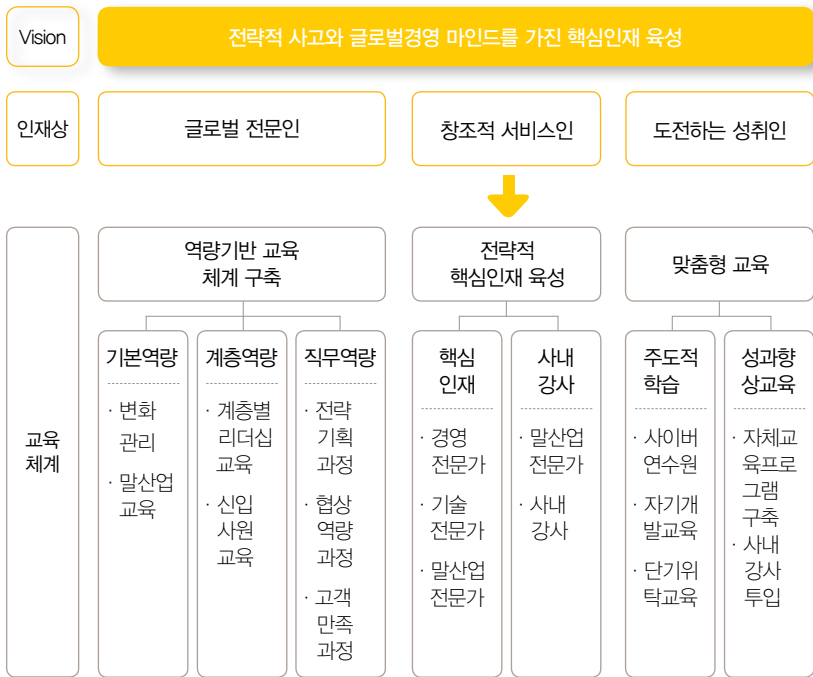 Vision
전략적 사고와 글로벌경영 마인드를 가진 핵심인재 육성
인재상
글로벌 전문인
창조적 서비스인
도전하는 성취인
교육
체계
역량기반 교육
체계 구축
기본역량
· 변화
관리
· 말산업
교육
계층역량
· 계층별
리더십
교육
· 신입
사원
교육
직무역량
· 전략
기획
과정
· 협상
역량
과정
· 고객
만족
과정
전략적
핵심인재 육성
핵심
인재
· 경영
전문가
· 기술
전문가
· 말산업
전문가
사내
강사
· 말산업
전문가
· 사내
강사
맞춤형 교육
주도적
학습
· 사이버
연수원
· 자기개
발교육
· 단기위
탁교육
성과향
상교육
· 자체교
육프로
그램
구축
· 사내
강사
투입